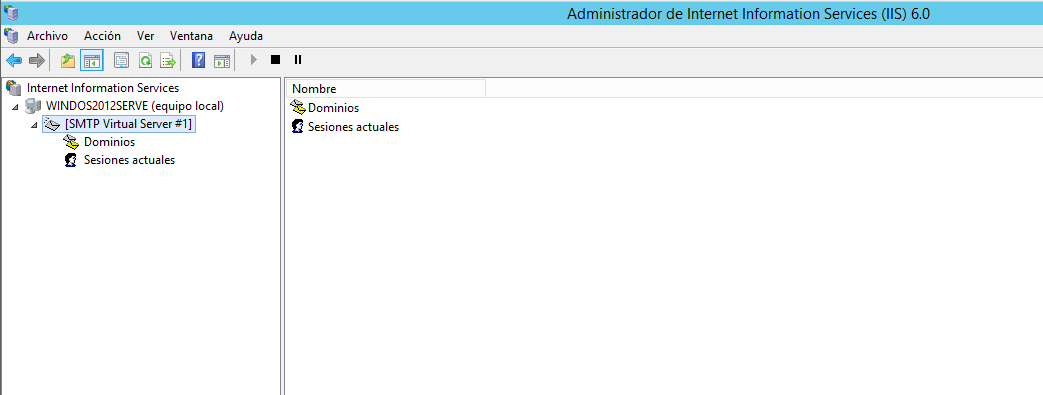 Administrador de Internet Information Services (IIS) 6.0
Archivo Acción Ver Ventana Ayuda
Internet Information Services
WINDOS2012SERVE (equipo local)
[SMTP Virtual Server #1]
Dominios
Sesiones actuales
Nombre
Dominios
Sesiones actuales